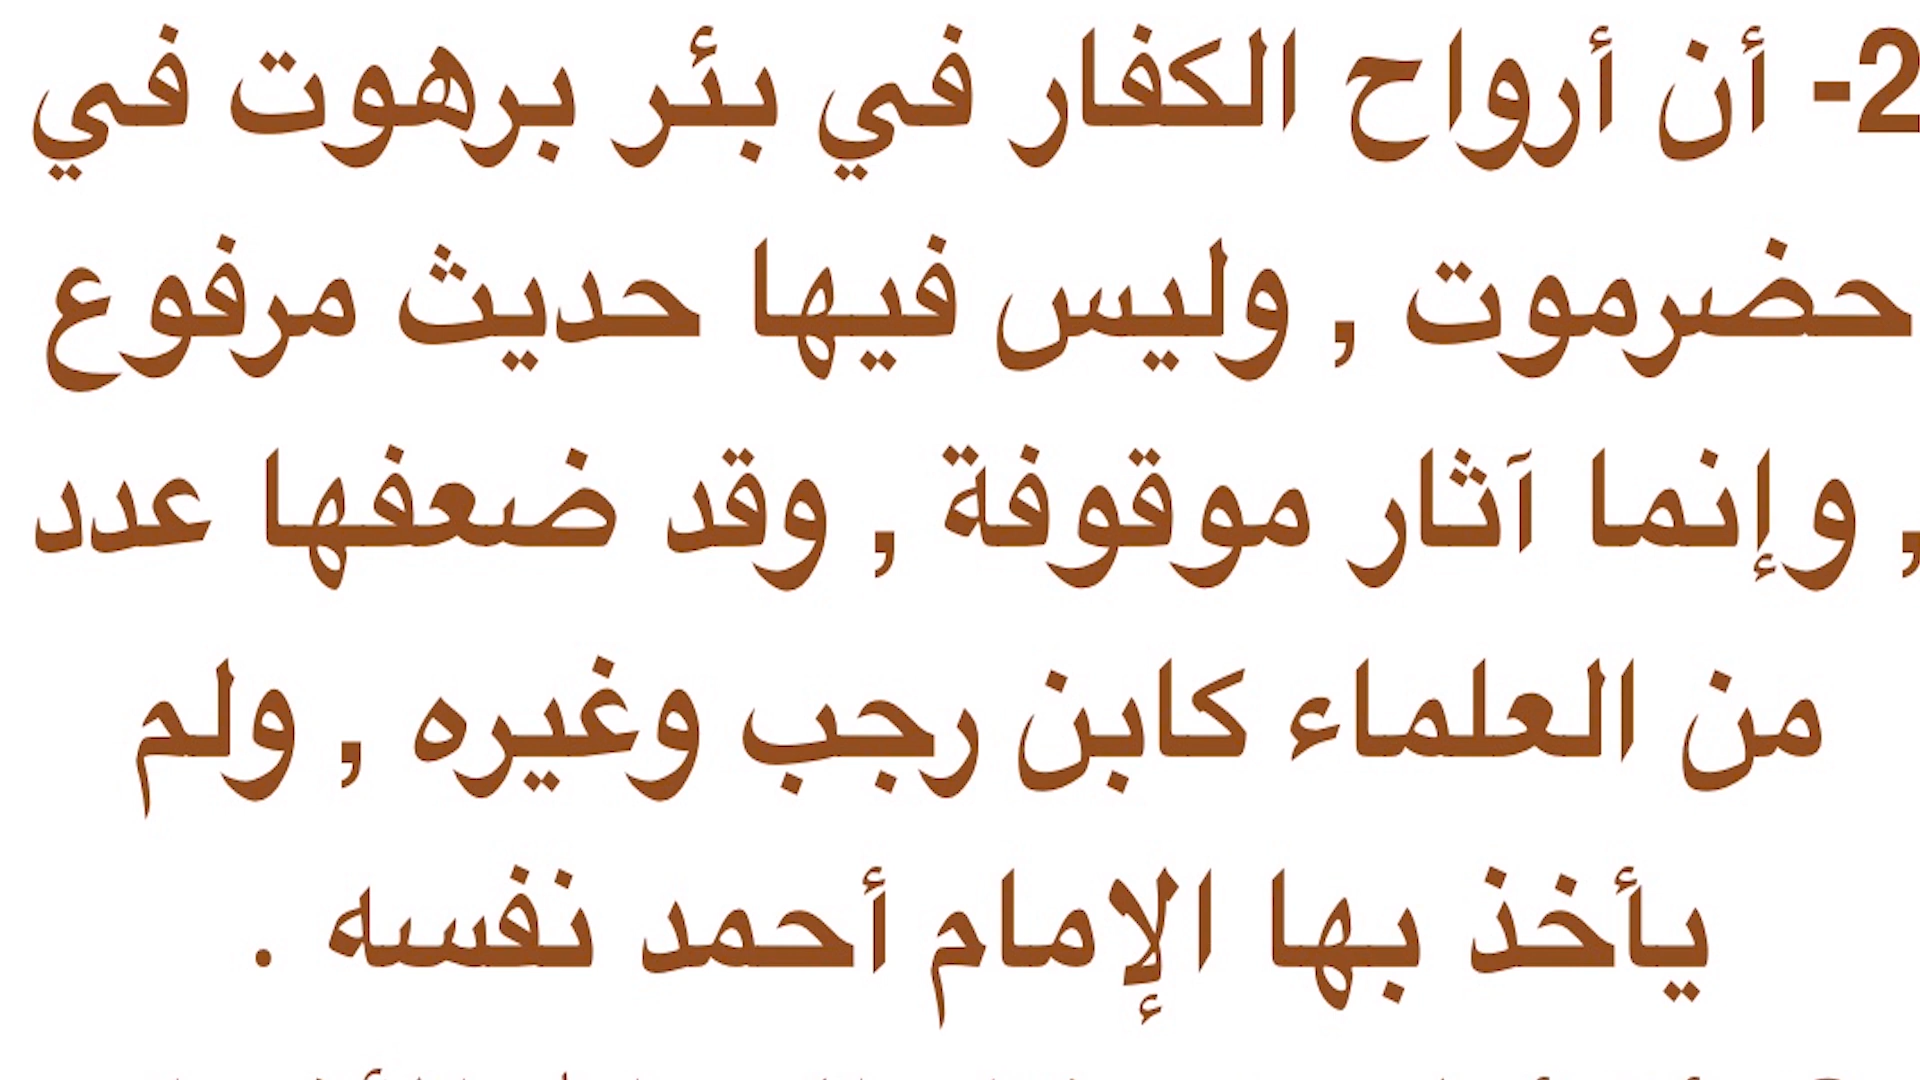 2- أن أرواح الكفار في بئر برهوت في
حضرموت , وليس فيها حديث مرفوع
, وإنما آثار موقوفة , وقد ضعفها عدد
من العلماء كابن رجب وغيره , ولم
يأخذ بها الإمام أحمد نفسه .